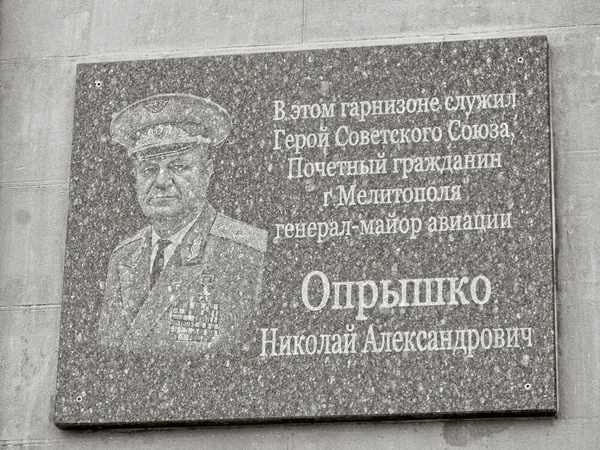 В этом гарнизоне служил
Герой Советского Союза,
Почетный гражданин
г Мелитополя
генерал-майор авиации
Опрышко
Николай Александрович